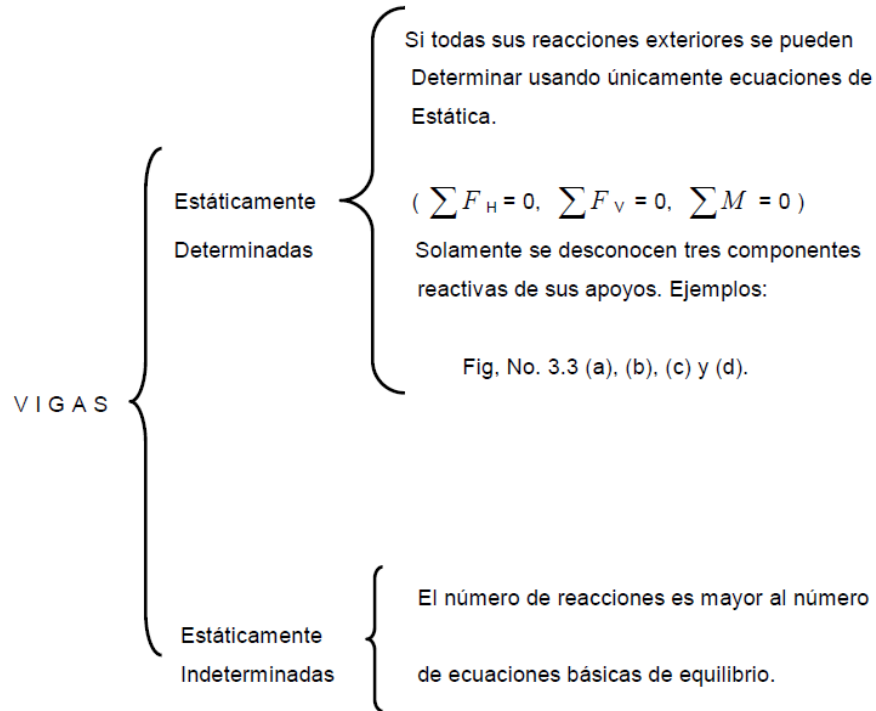 Si todas sus reacciones exteriores se pueden
Determinar usando únicamente ecuaciones de
Estática.
Estáticamente
Determinadas
( ∑F H = 0, ∑F V = 0, ∑M = 0 )
Solamente se desconocen tres componentes
reactivas de sus apoyos. Ejemplos:
Fig, No. 3.3 (a), (b), (c) y (d).
V I G A S
El número de reacciones es mayor al número
Estáticamente
Indeterminadas
de ecuaciones básicas de equilibrio.